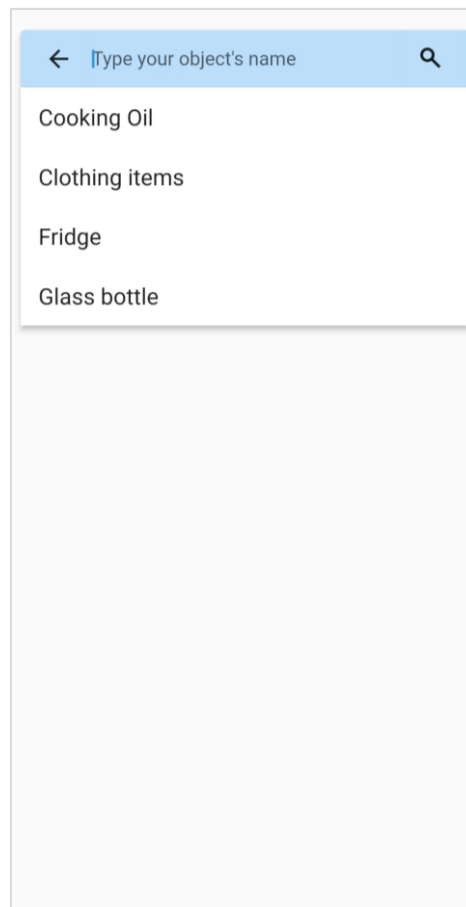 Type your object's name
Cooking Oil
Clothing items
Fridge
Glass bottle